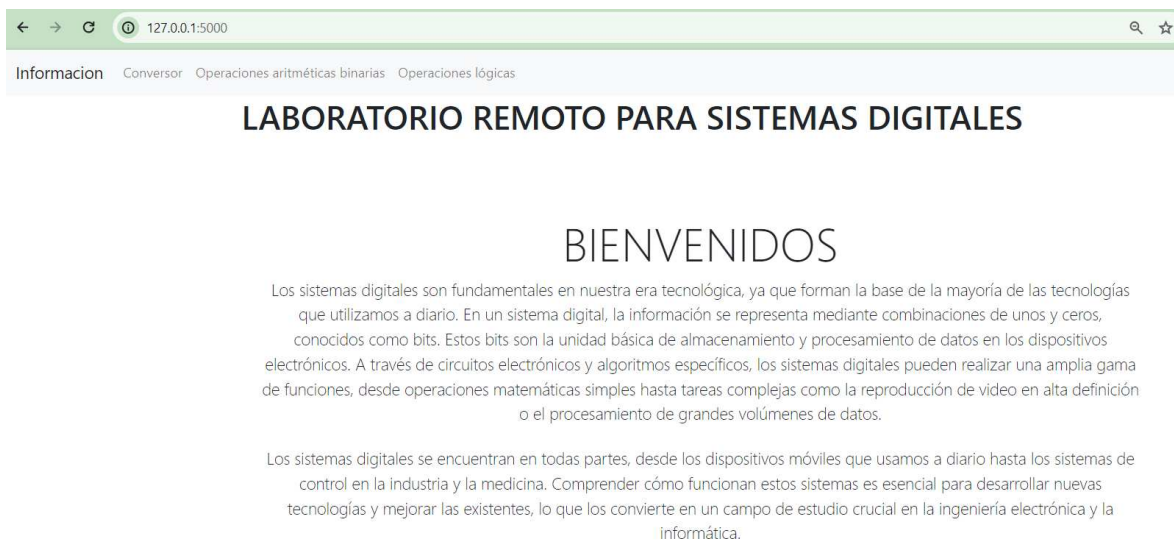 127.0.0.1:5000
Informacion Conversor Operaciones aritméticas binarias Operaciones lógicas
LABORATORIO REMOTO PARA SISTEMAS DIGITALES
BIENVENIDOS
Los sistemas digitales son fundamentales en nuestra era tecnológica, ya que forman la base de la mayoría de las tecnologías
que utilizamos a diario. En un sistema digital, la información se representa mediante combinaciones de unos y ceros,
conocidos como bits. Estos bits son la unidad básica de almacenamiento y procesamiento de datos en los dispositivos
electrónicos. A través de circuitos electrónicos y algoritmos específicos, los sistemas digitales pueden realizar una amplia gama
de funciones, desde operaciones matemáticas simples hasta tareas complejas como la reproducción de video en alta definición
o el procesamiento de grandes volúmenes de datos.
Los sistemas digitales se encuentran en todas partes, desde los dispositivos móviles que usamos a diario hasta los sistemas de
control en la industria y la medicina. Comprender cómo funcionan estos sistemas es esencial para desarrollar nuevas
tecnologías y mejorar las existentes, lo que los convierte en un campo de estudio crucial en la ingeniería electrónica y la
informática.